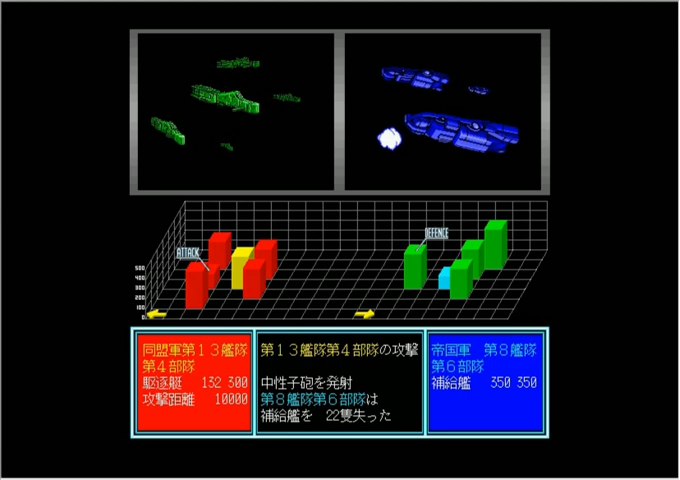 ATTACK
DEFENCE
500
400
300
200
100
0
同盟軍第13艦隊
第4部隊
駆逐艇 132 300
攻撃距離 10000
第13艦隊第4部隊の攻撃
中性子砲を発射
第8艦隊第6部隊は
補給艦を 22隻失った
帝国軍 第8艦隊
第6部隊
補給艦 350 350